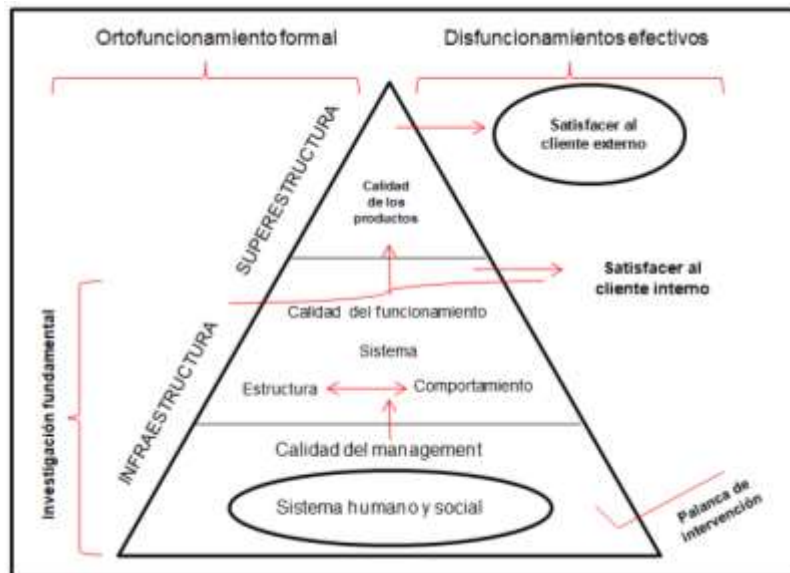 Ortofuncionamiento formal
Disfuncionamientos efectivos
SUPERESTRUCTURA
Satisfacer al
cliente externo
Calidad
de los
productos
Satisfacer al
cliente interno
Calidad del funcionamiento
Sistema
Estructura
Comportamiento
INFRAESTRUCTURA
Investigación fundamental
Calidad del management
Sistema humano y social
Palanca de
intervención